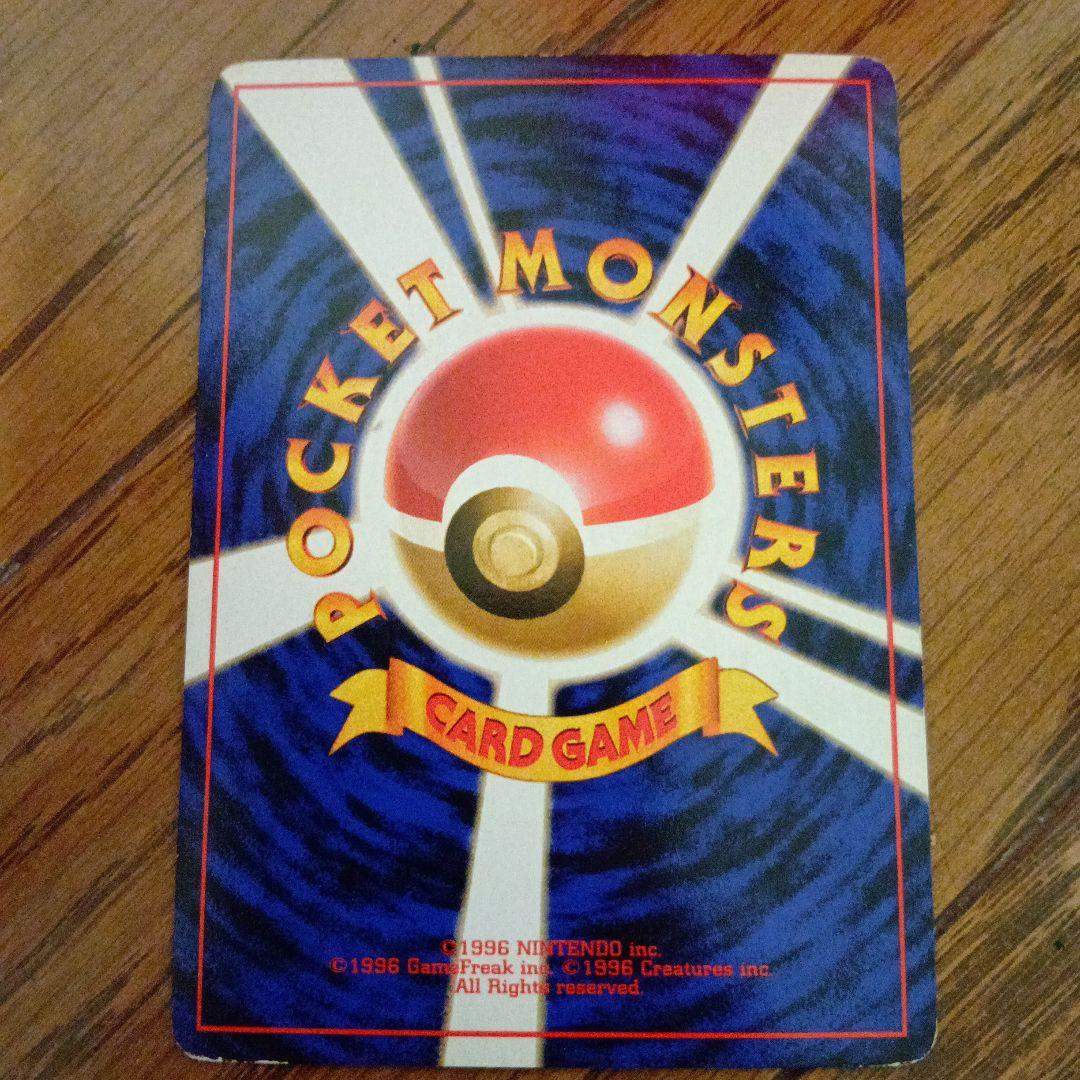 POCKET MONSTERS
CARD GAME
©1996 NINTENDO inc.
©1996 GameFreak inc. ©1996 Creatures inc.
All Rights reserved.